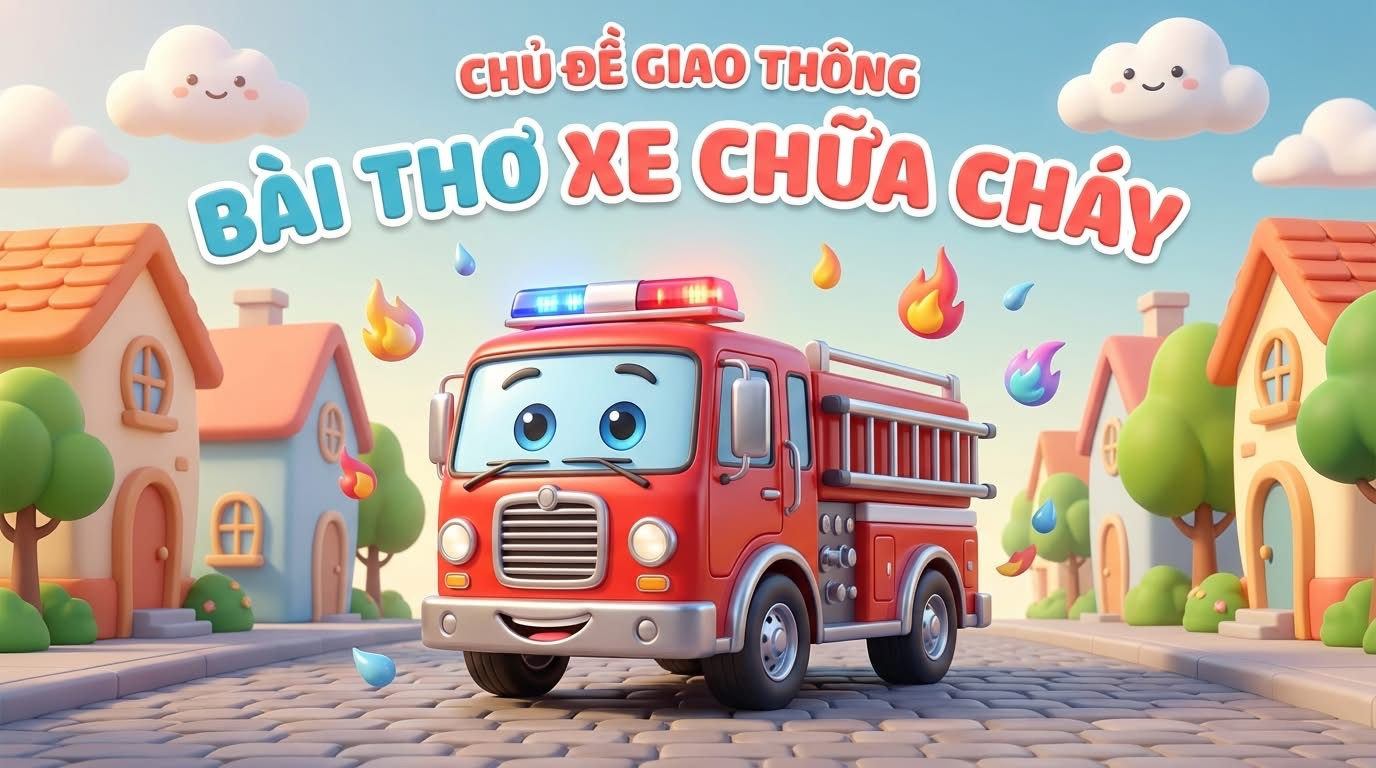 CHỦ ĐỀ GIAO THÔNG
BÀI THƠ XE CHỮA CHÁY